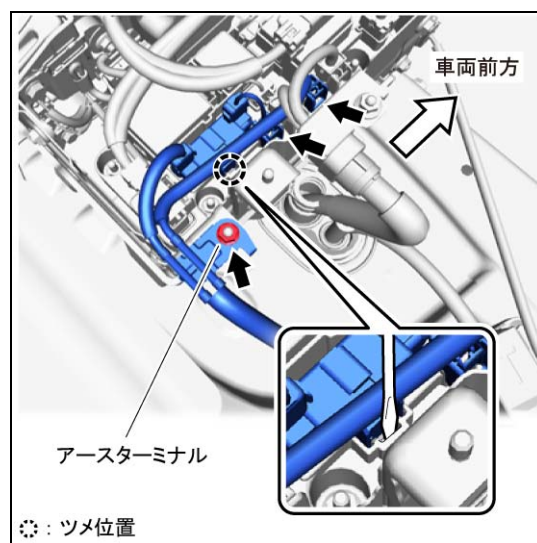 車両前方
アースターミナル
：ツメ位置